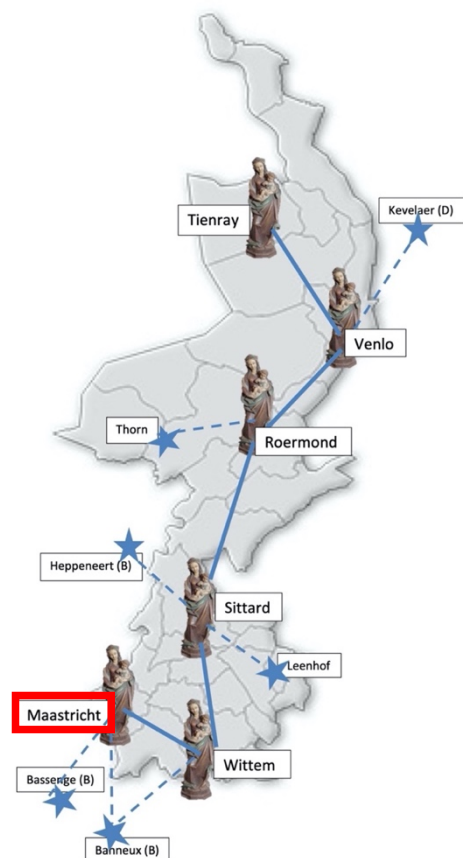 Tienray
Kevelaer (D)
Venlo
Thorn
Roermond
Heppeneert (B)
Sittard
Leenhof
Maastricht
Wittem
Bassenge (B)
Banneux (B)